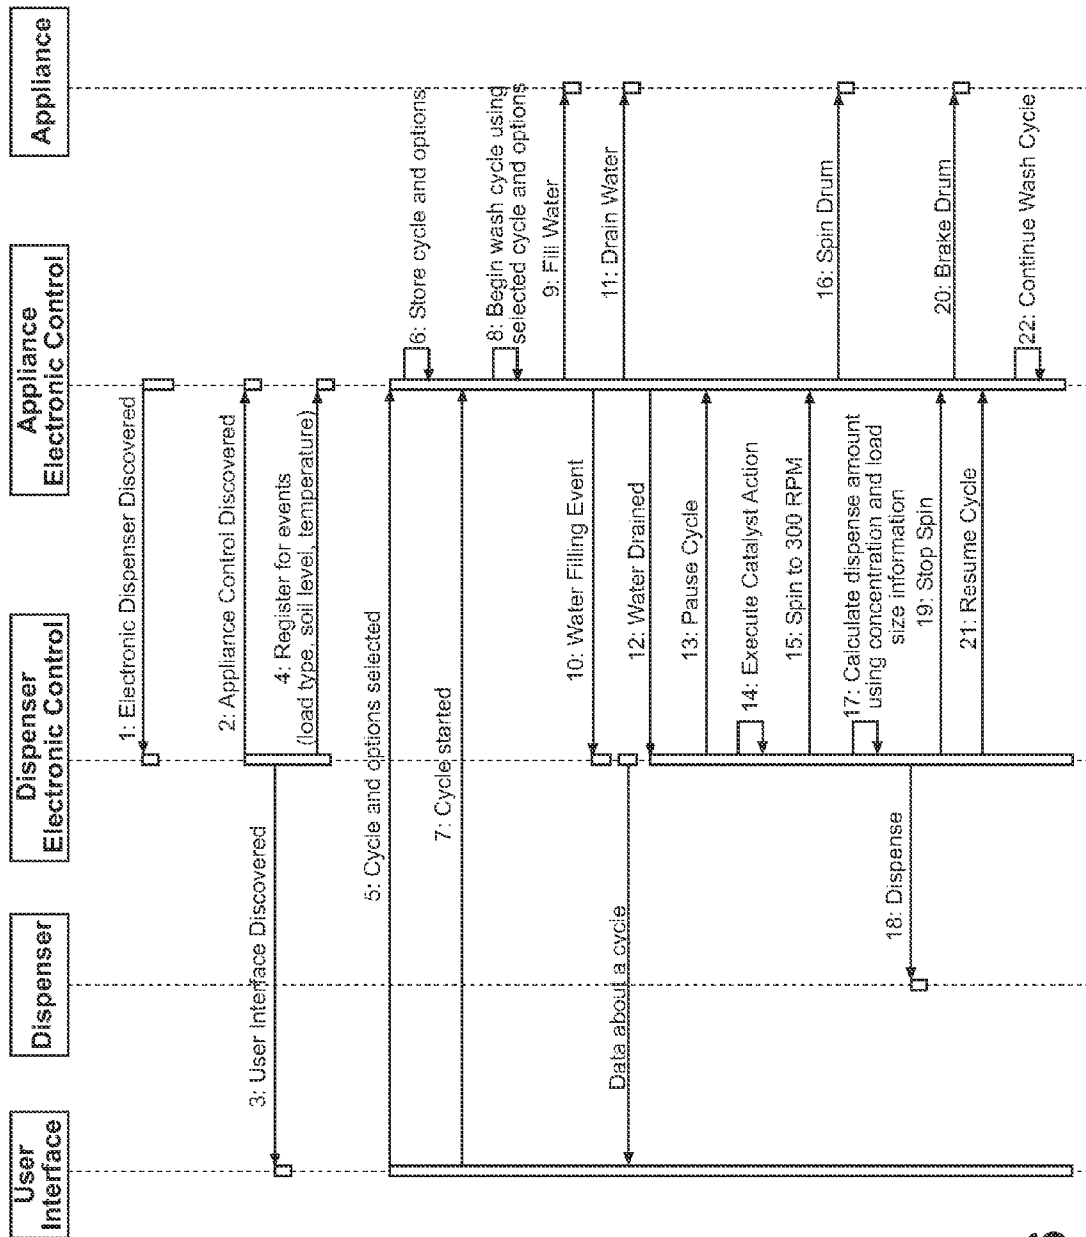 User
Interface
Dispenser
Dispenser
Electronic Control
Appliance
Electronic Control
Appliance
1: Electronic Dispenser Discovered
2: Appliance Control Discovered
3: User Interface Discovered
4: Register for events
(load type, soil level, temperature)
5: Cycle and options selected
6: Store cycle and options
7: Cycle started
8: Begin wash cycle using
selected cycle and options
9: Fill Water
10: Water Filling Event
11: Drain Water
Data about a cycle
12: Water Drained
13: Pause Cycle
14: Execute Catalyst Action
15: Spin to 300 RPM
16: Spin Drum
17: Calculate dispense amount
using concentration and load
size information
18: Dispense
19: Stop Spin
20: Brake Drum
21: Resume Cycle
22: Continue Wash Cycle